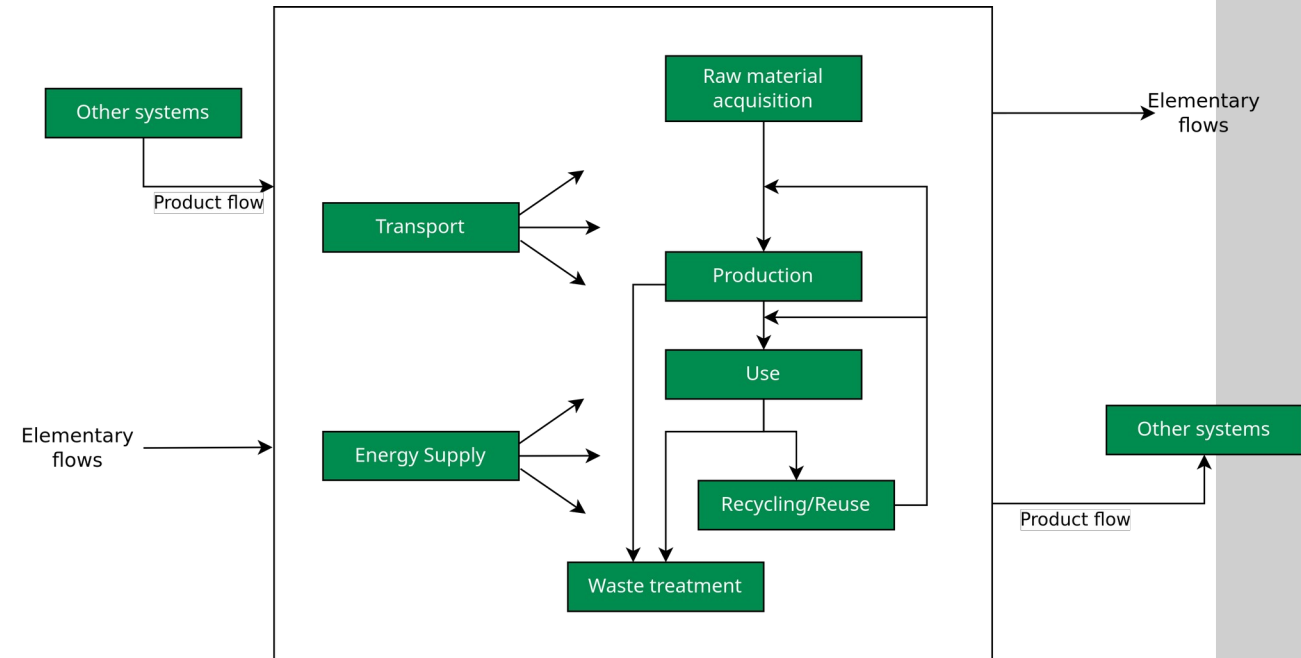 Raw material
acquisition
Other systems
Elementary
flows
Product flow
Transport
Production
Use
Elementary
flows
Energy Supply
Other systems
Recycling/Reuse
Product flow
Waste treatment